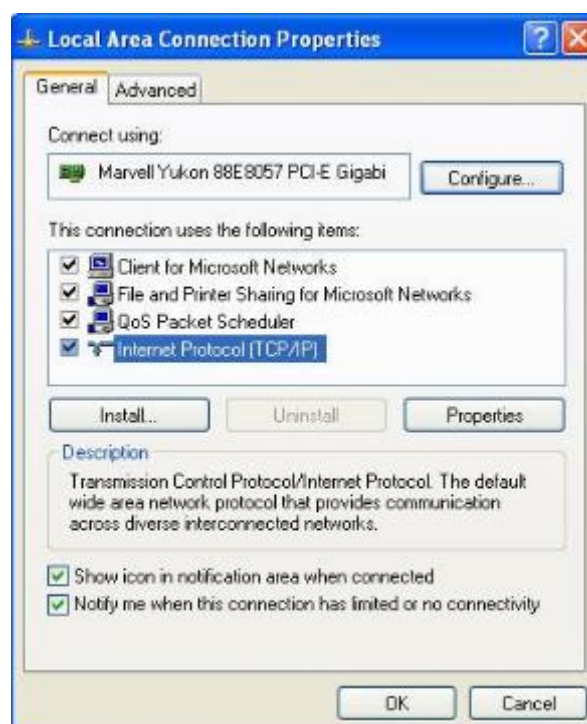 Local Area Connection Properties
General
Advanced
Connect using:
Marvell Yukon 88E8057 PCI-E Gigabi
Configure...
This connection uses the following items:
Client for Microsoft Networks
File and Printer Sharing for Microsoft Networks
QoS Packet Scheduler
Internet Protocol (TCP/IP)
Install...
Uninstall
Properties
Description
Transmission Control Protocol/Internet Protocol. The default
wide area network protocol that provides communication
across diverse interconnected networks.
Show icon in notification area when connected
Notify me when this connection has limited or no connectivity
OK
Cancel